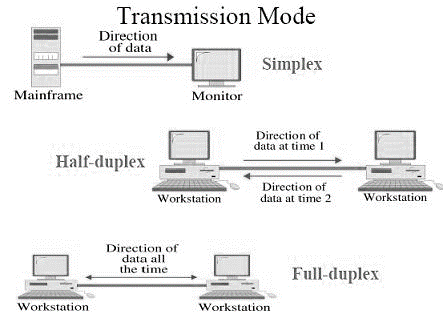 Transmission Mode
Direction
of data
Simplex
Mainframe
Monitor
Half-duplex
Direction of
data at time 1
Direction of
data at time 2
Workstation
Workstation
Direction of
data all
the time
Full-duplex
Workstation
Workstation